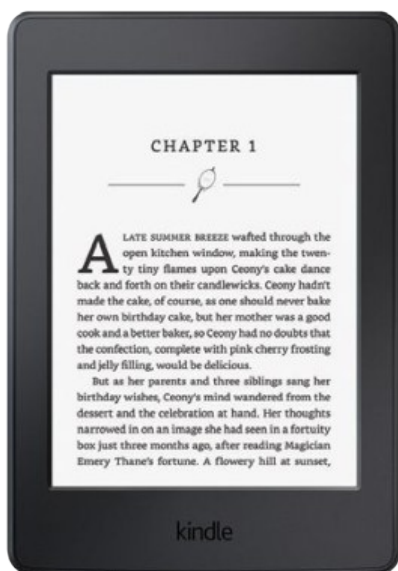 CHAPTER 1
A LATE SUMMER BREEZE wafted through the
open kitchen window, making the twen-
ty tiny flames upon Ceony's cake dance
back and forth on their candlewicks. Ceony hadn't
made the cake, of course, as one should never bake
her own birthday cake, but her mother was a good
cook and a better baker, so Ceony had no doubts that
the confection, complete with pink cherry frosting
and jelly filling, would be delicious.
But as her parents and three siblings sang her
birthday wishes, Ceony's mind wandered from the
dessert and the celebration at hand. Her thoughts
narrowed in on an image she had seen in a fortuity
box just three months ago, after reading Magician
Emery Thane's fortune. A flowery hill at sunset,
kindle